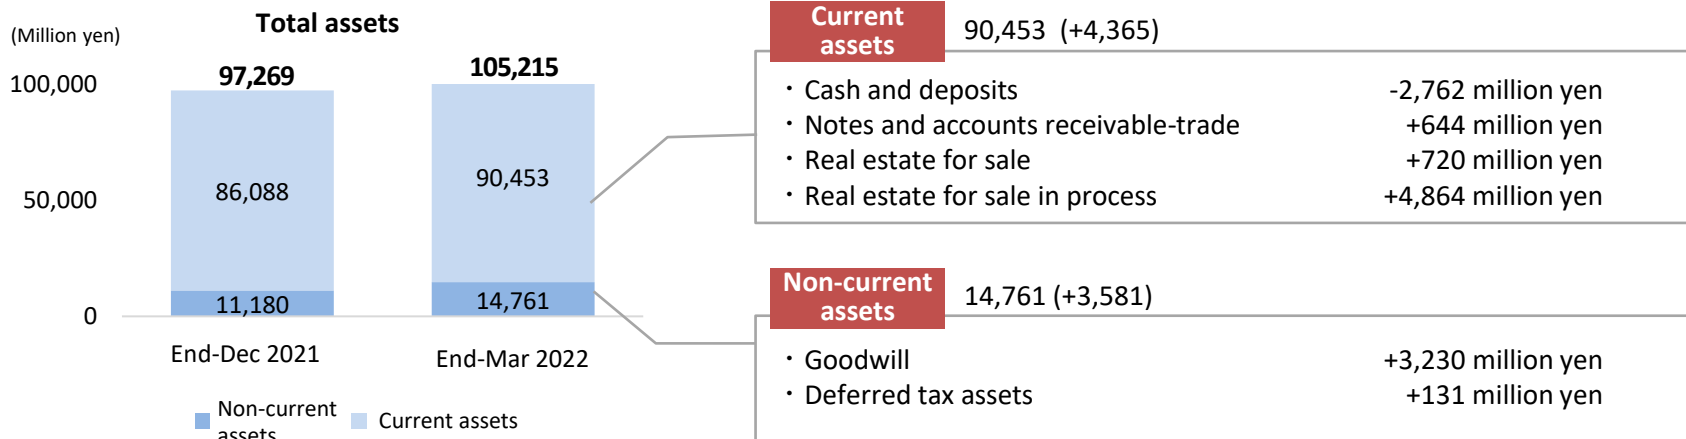 Total assets
(Million yen)
97,269
105,215
100,000
50,000
0
86,088
90,453
11,180
14,761
End-Dec 2021
End-Mar 2022
Non-current
assets
Current assets
Current
assets
90,453 (+4,365)
・Cash and deposits -2,762 million yen
・Notes and accounts receivable-trade +644 million yen
・Real estate for sale +720 million yen
・Real estate for sale in process +4,864 million yen
Non-current
assets
14,761 (+3,581)
・Goodwill +3,230 million yen
・Deferred tax assets +131 million yen